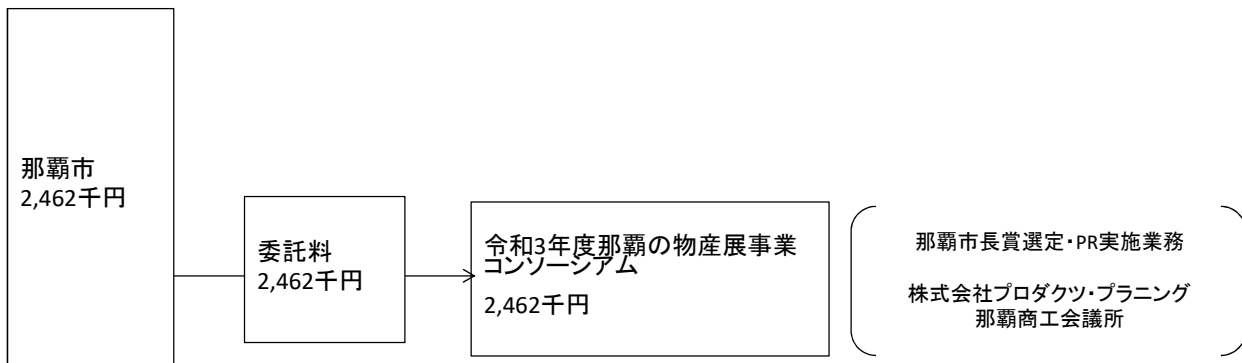 那覇市
2,462千円
委託料
2,462千円
令和3年度那覇の物産展事業
コンソーシアム
2,462千円
那覇市長賞選定・PR実施業務
株式会社プロダクツ・プラニング
那覇商工会議所